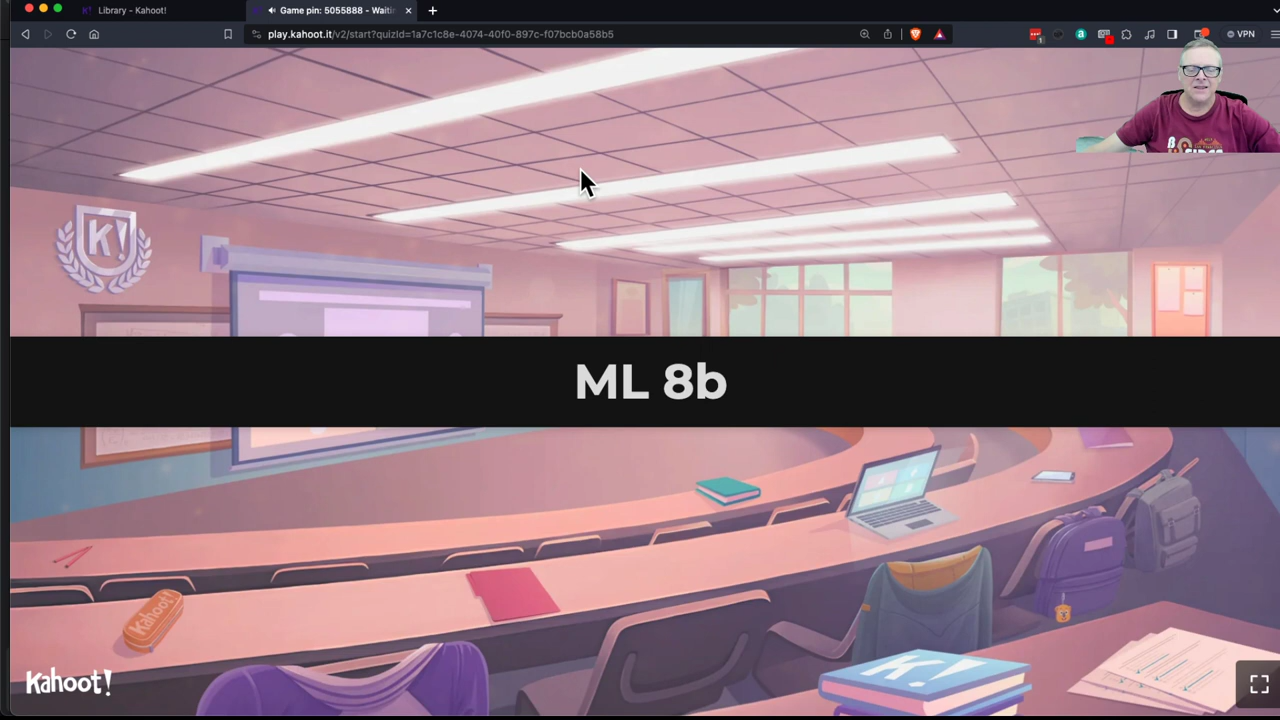 Library - Kahoot!
Game pin: 5055888 - Waitin
play.kahoot.it/v2/start?quizId=1a7c1c8e-4074-40f0-897c-f07bcb0a58b5
VPN
K!
ML 8b
Kahoot!
K!
Kahoot!